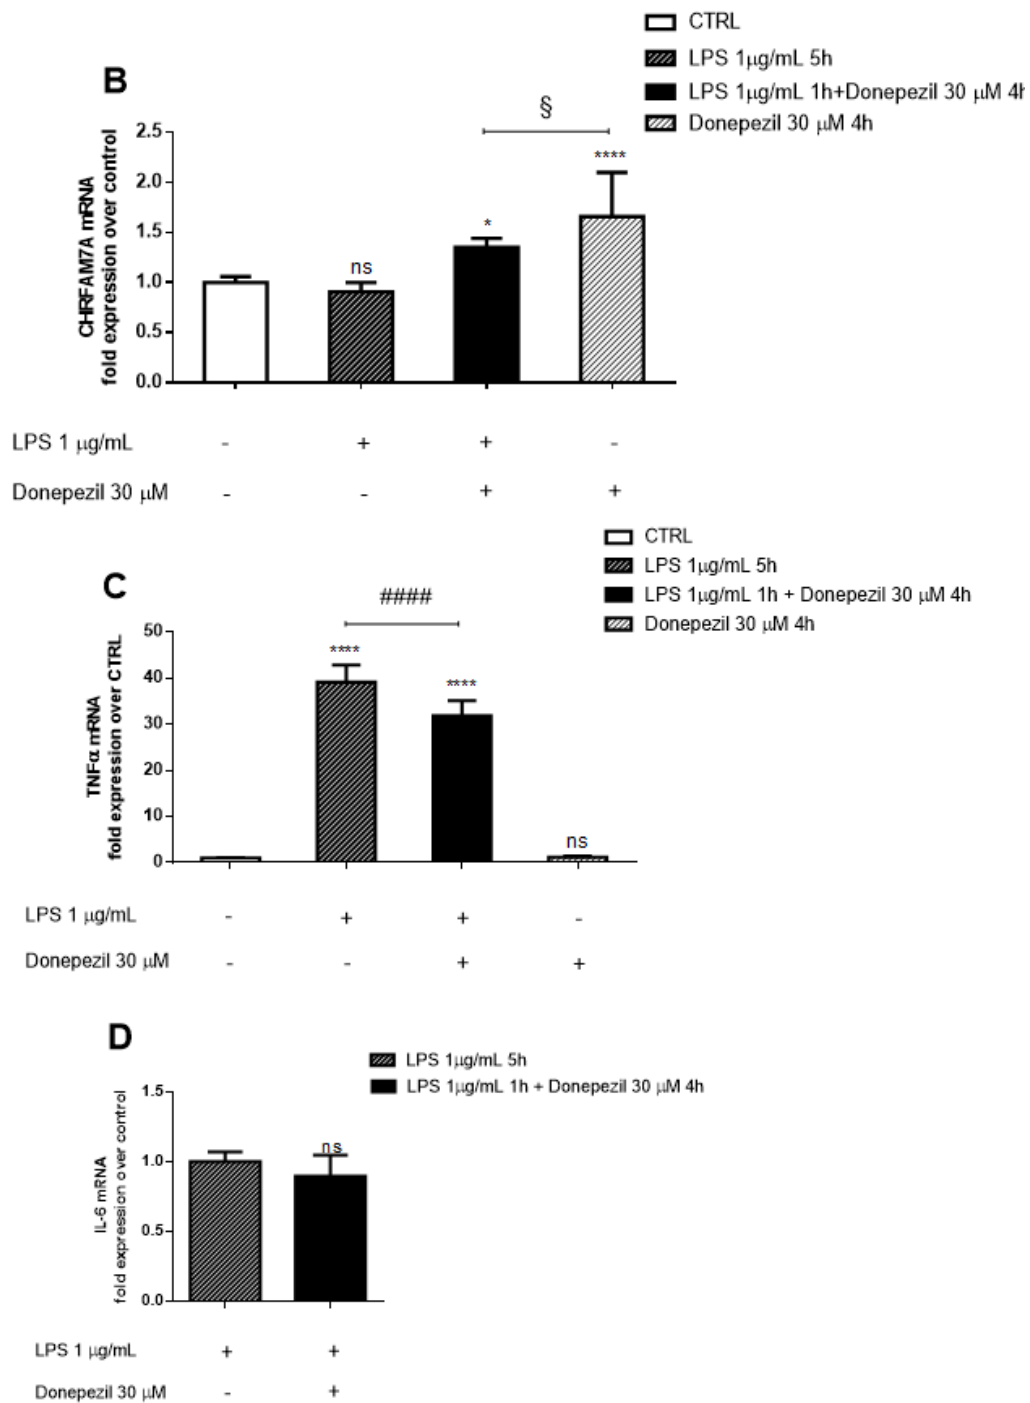 CTRL
LPS 1μg/mL 5h
LPS 1μg/mL 1h+Donepezil 30 μM 4h
Donepezil 30 μM 4h
B
§
CHRFAM7A mRNA
fold expression over control
2.5
2.0
1.5
1.0
0.5
0.0
ns
*
****
LPS 1 μg/mL - + + -
Donepezil 30 μM - - + +
CTRL
LPS 1μg/mL 5h
LPS 1μg/mL 1h + Donepezil 30 μM 4h
Donepezil 30 μM 4h
C
####
TNFα mRNA
fold expression over CTRL
50
40
30
20
10
0
****
****
ns
LPS 1 μg/mL - + + -
Donepezil 30 μM - - + +
D
LPS 1μg/mL 5h
LPS 1μg/mL 1h + Donepezil 30 μM 4h
IL-6 mRNA
fold expression over control
1.5
1.0
0.5
0.0
ns
LPS 1 μg/mL + +
Donepezil 30 μM - +